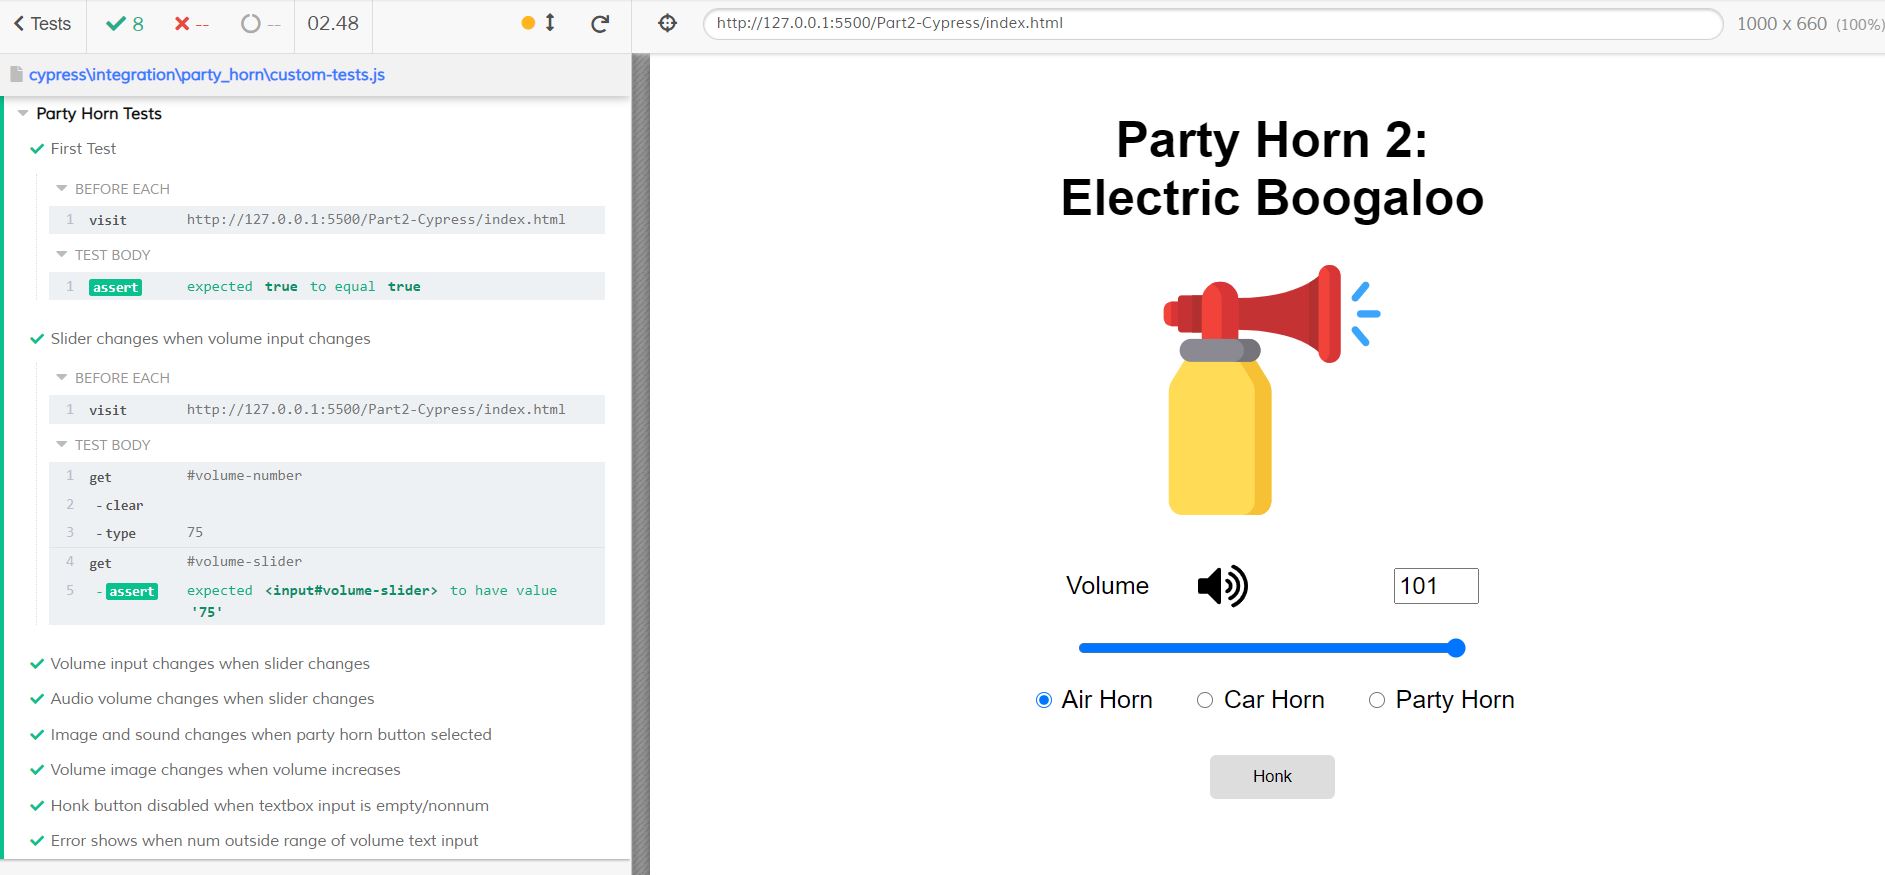 Tests
8
--
--
02.48
http://127.0.0.1:5500/Part2-Cypress/index.html
1000 x 660 (100%)
cypress\integration\party_horn\custom-tests.js
Party Horn Tests
First Test
BEFORE EACH
1 visit http://127.0.0.1:5500/Part2-Cypress/index.html
TEST BODY
1 assert expected true to equal true
Slider changes when volume input changes
BEFORE EACH
1 visit http://127.0.0.1:5500/Part2-Cypress/index.html
TEST BODY
1 get #volume-number
2 -clear
3 -type 75
4 get #volume-slider
5 -assert expected <input#volume-slider> to have value
'75'
Volume input changes when slider changes
Audio volume changes when slider changes
Image and sound changes when party horn button selected
Volume image changes when volume increases
Honk button disabled when textbox input is empty/nonnum
Error shows when num outside range of volume text input
Party Horn 2:
Electric Boogaloo
Volume 101
Air Horn Car Horn Party Horn
Honk